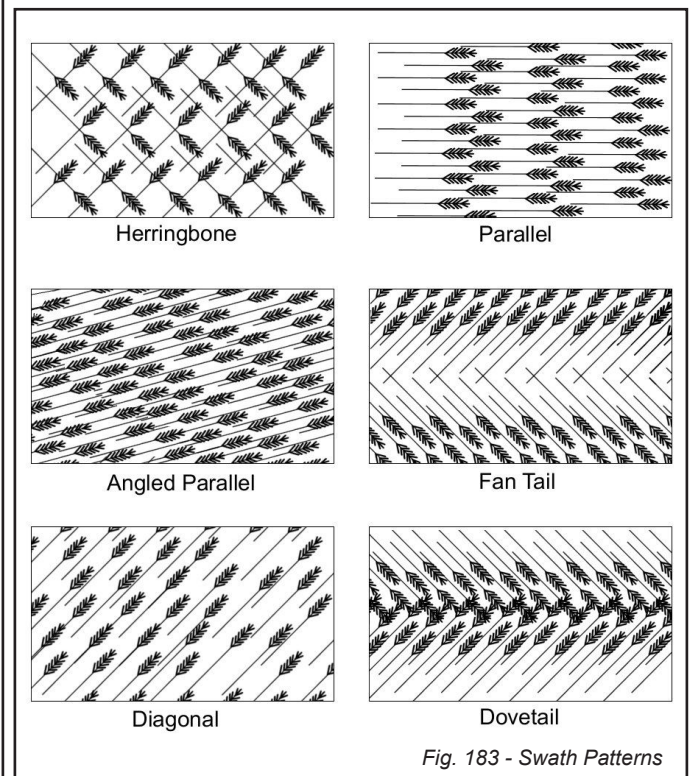 Herringbone
Parallel
Angled Parallel
Fan Tail
Diagonal
Dovetail
Fig. 183 - Swath Patterns